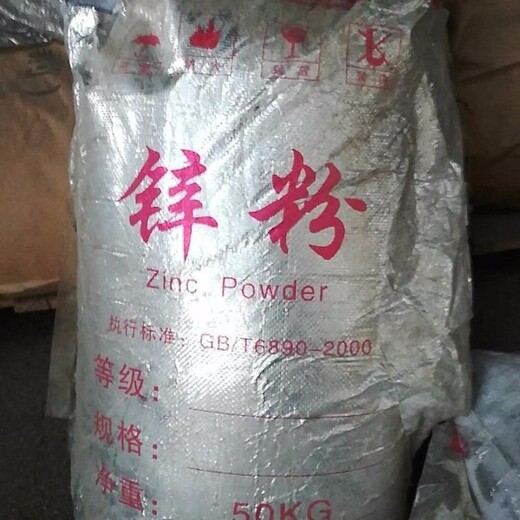 锌粉
Zinc Powder
执行标准：GB/T6890-2000
等级：
规格：
净重： 50KG